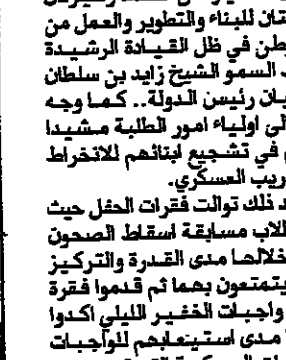 تان للبناء والتطوير والعمل من
طن في ظل القيادة الرشيدة
السمو الشيخ زايد بن سلطان
يان رئيس الدولة.. كما وجه
الى اولياء امور الطلبة مشيدا
في تشجيع ابنائهم للانخراط
ريب العسكري.
د ذلك توالت فقرات الحفل حيث
لاب مسابقة اسقاط الصحون
خلالها مدى القدرة والتركيز
يتمتعون بهما ثم قدموا فقرة
واجبات الخفير الليلي اكدوا
مدى استيعابهم للواجبات